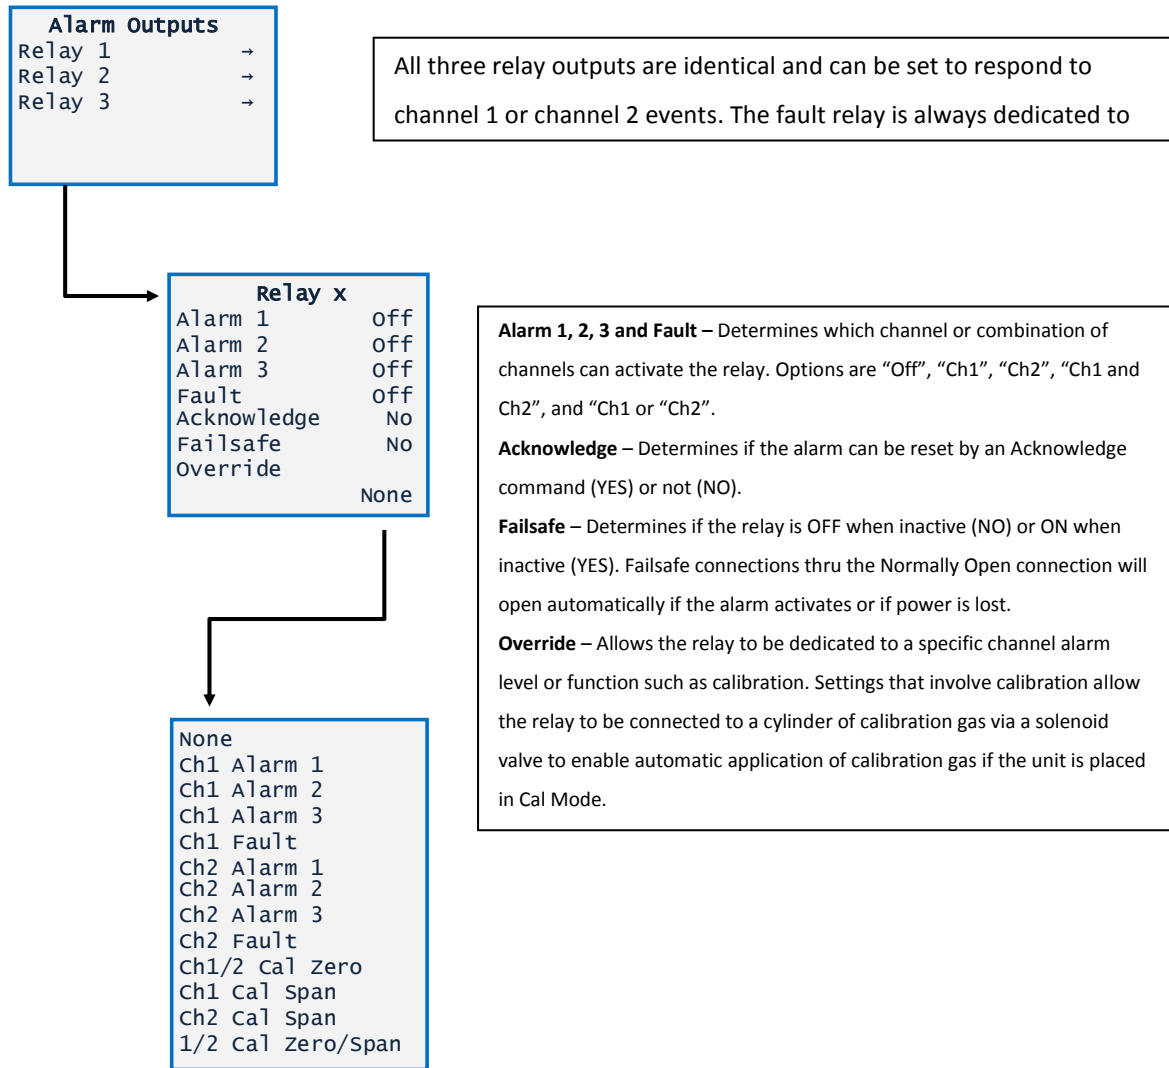 Alarm Outputs
Relay 1 →
Relay 2 →
Relay 3 →
All three relay outputs are identical and can be set to respond to
channel 1 or channel 2 events. The fault relay is always dedicated to
Relay x
Alarm 1 Off
Alarm 2 Off
Alarm 3 Off
Fault Off
Acknowledge No
Failsafe No
Override
None
Alarm 1, 2, 3 and Fault – Determines which channel or combination of
channels can activate the relay. Options are “Off”, “Ch1”, “Ch2”, “Ch1 and
Ch2”, and “Ch1 or “Ch2”.
Acknowledge – Determines if the alarm can be reset by an Acknowledge
command (YES) or not (NO).
Failsafe – Determines if the relay is OFF when inactive (NO) or ON when
inactive (YES). Failsafe connections thru the Normally Open connection will
open automatically if the alarm activates or if power is lost.
Override – Allows the relay to be dedicated to a specific channel alarm
level or function such as calibration. Settings that involve calibration allow
the relay to be connected to a cylinder of calibration gas via a solenoid
valve to enable automatic application of calibration gas if the unit is placed
in Cal Mode.
None
Ch1 Alarm 1
Ch1 Alarm 2
Ch1 Alarm 3
Ch1 Fault
Ch2 Alarm 1
Ch2 Alarm 2
Ch2 Alarm 3
Ch2 Fault
Ch1/2 Cal Zero
Ch1 Cal Span
Ch2 Cal Span
1/2 Cal Zero/Span